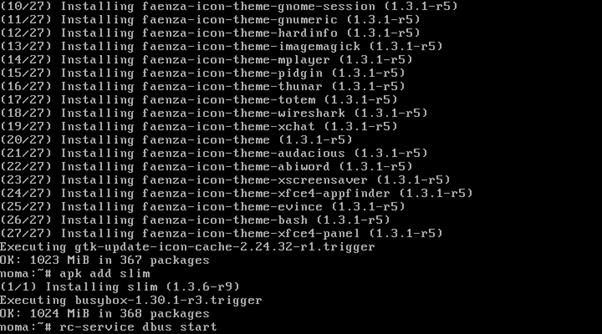 (10/27) Installing faenza-icon-theme-gnome-session (1.3.1-r5)
(11/27) Installing faenza-icon-theme-gnumeric (1.3.1-r5)
(12/27) Installing faenza-icon-theme-hardinfo (1.3.1-r5)
(13/27) Installing faenza-icon-theme-imagemagick (1.3.1-r5)
(14/27) Installing faenza-icon-theme-mplayer (1.3.1-r5)
(15/27) Installing faenza-icon-theme-pidgin (1.3.1-r5)
(16/27) Installing faenza-icon-theme-thunar (1.3.1-r5)
(17/27) Installing faenza-icon-theme-totem (1.3.1-r5)
(18/27) Installing faenza-icon-theme-wireshark (1.3.1-r5)
(19/27) Installing faenza-icon-theme-xchat (1.3.1-r5)
(20/27) Installing faenza-icon-theme (1.3.1-r5)
(21/27) Installing faenza-icon-theme-audacious (1.3.1-r5)
(22/27) Installing faenza-icon-theme-abiword (1.3.1-r5)
(23/27) Installing faenza-icon-theme-xscreensaver (1.3.1-r5)
(24/27) Installing faenza-icon-theme-xfce4-appfinder (1.3.1-r5)
(25/27) Installing faenza-icon-theme-evince (1.3.1-r5)
(26/27) Installing faenza-icon-theme-bash (1.3.1-r5)
(27/27) Installing faenza-icon-theme-xfce4-panel (1.3.1-r5)
Executing gtk-update-icon-cache-2.24.32-r1.trigger
OK: 1023 MiB in 367 packages
noma:~# apk add slim
(1/1) Installing slim (1.3.6-r9)
Executing busybox-1.30.1-r3.trigger
OK: 1024 MiB in 368 packages
noma:~# rc-service dbus start